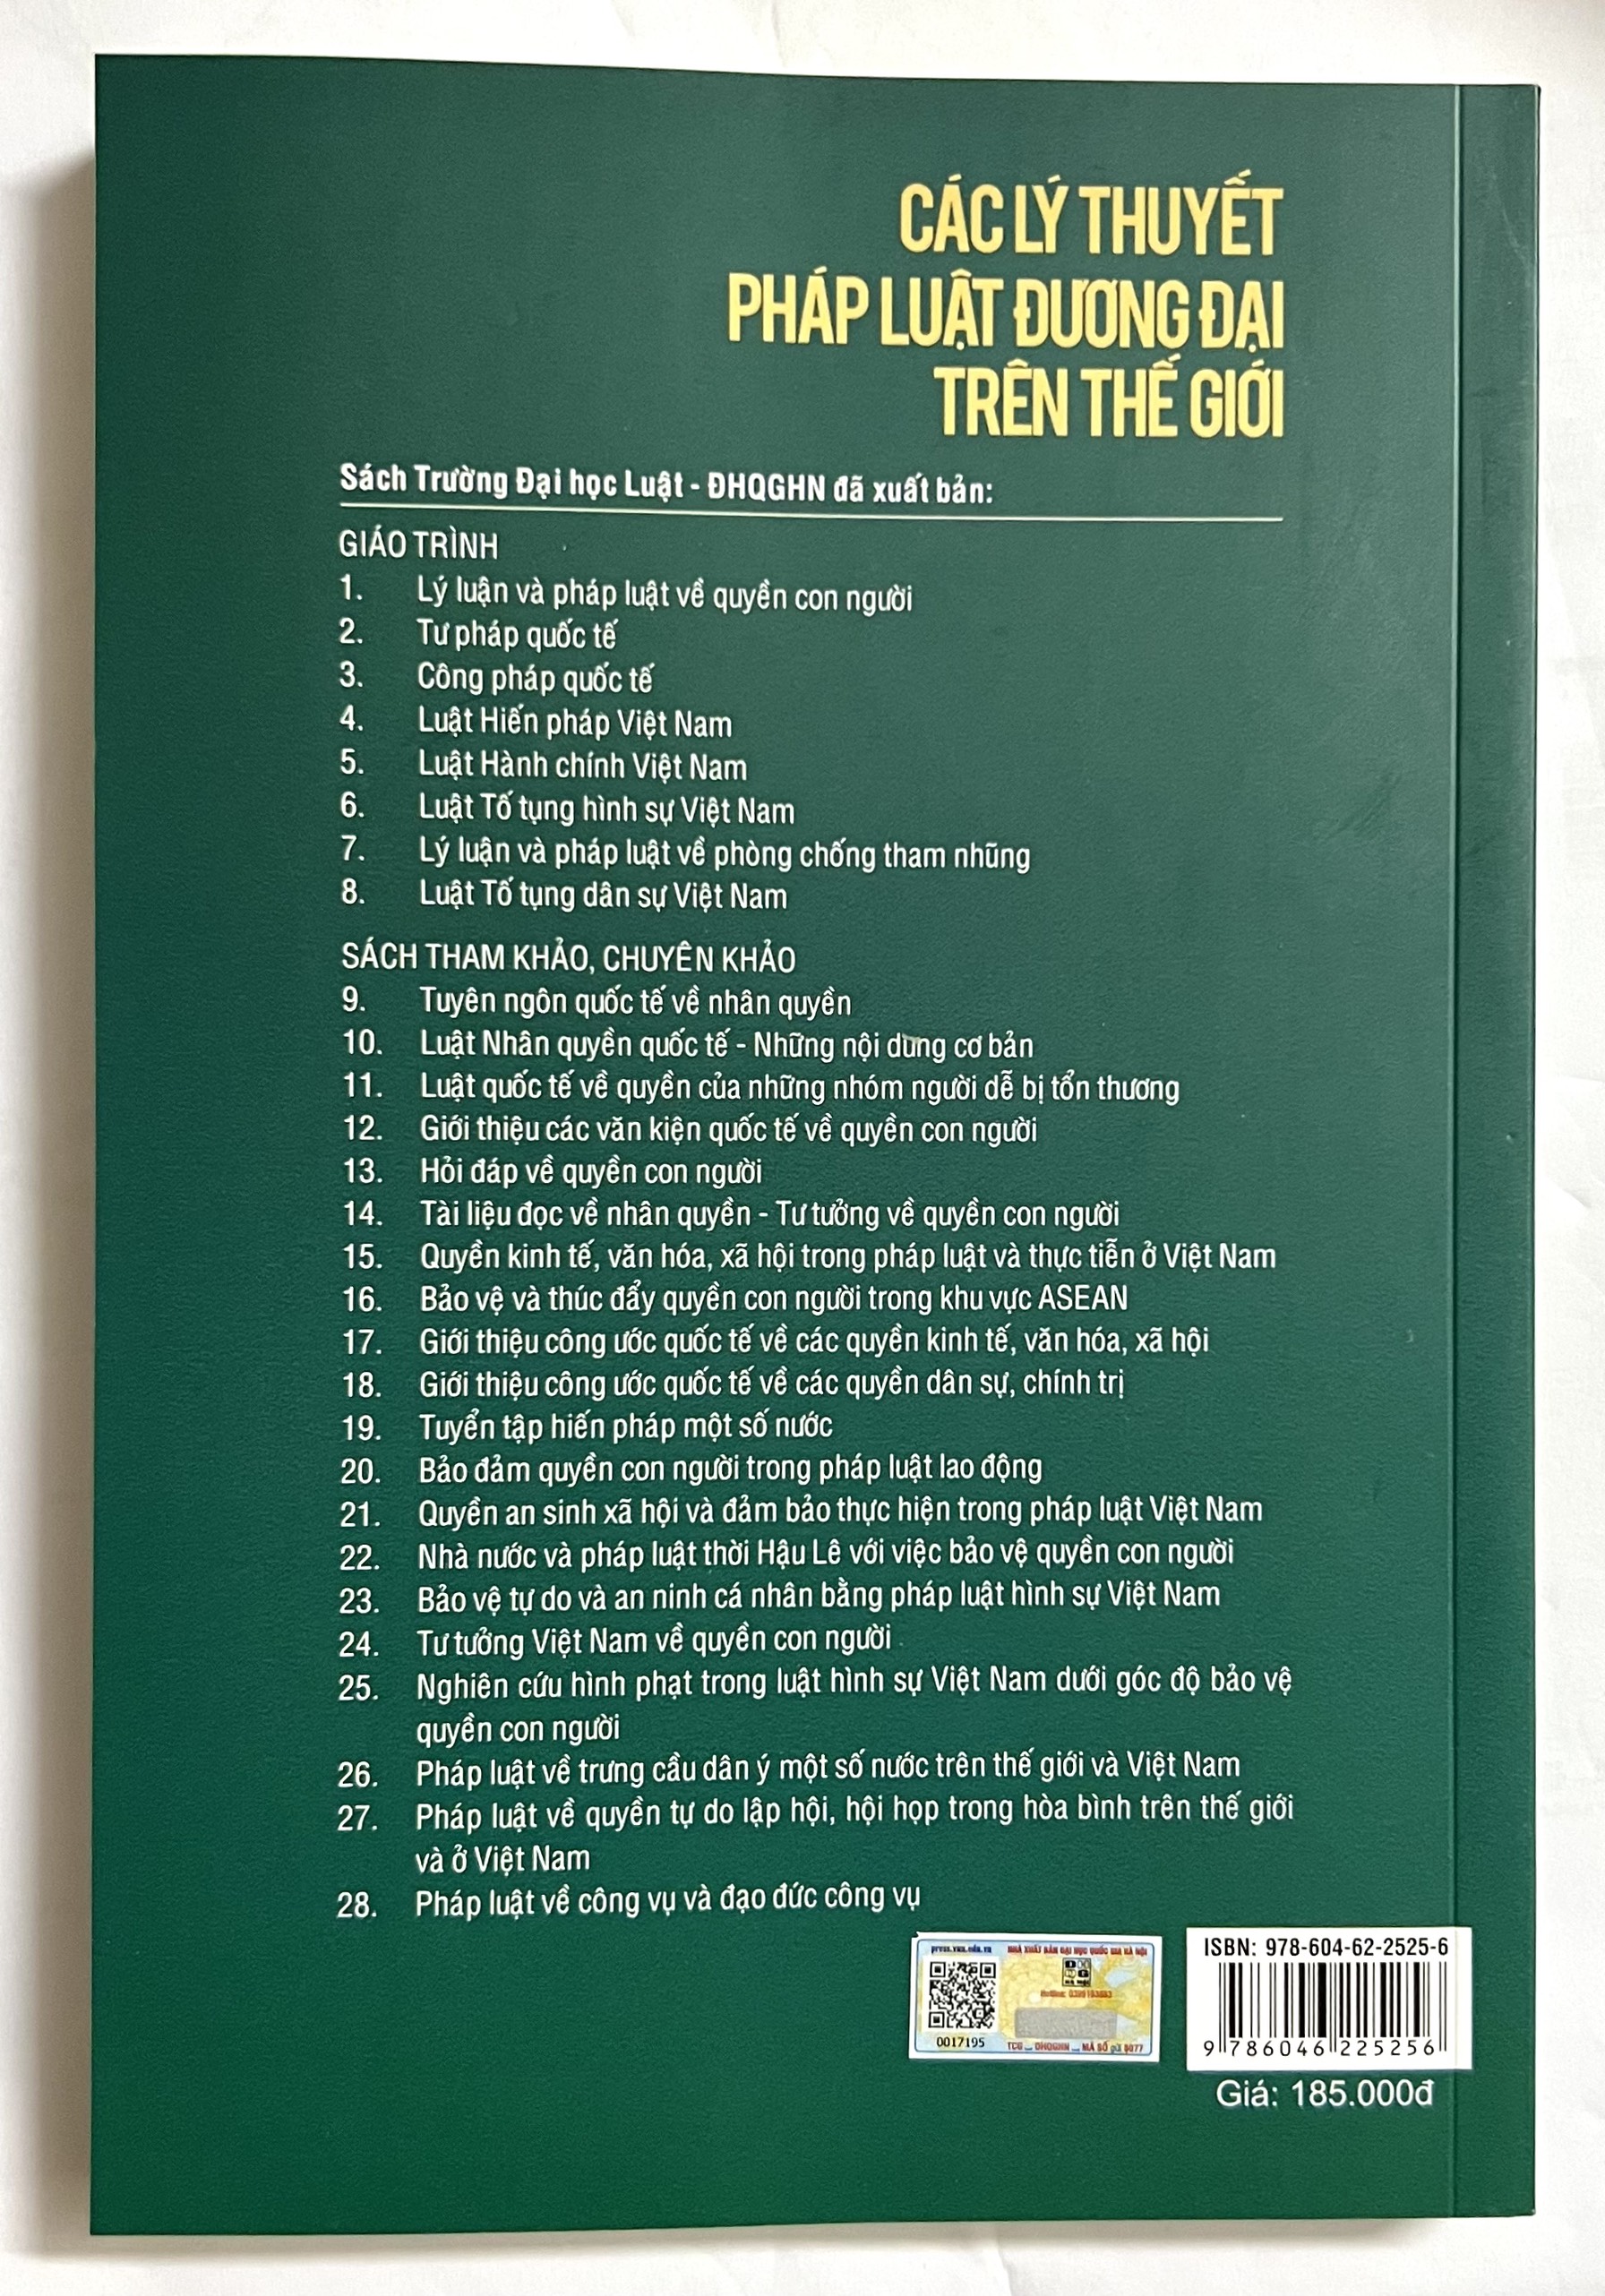 CÁC LÝ THUYẾT
PHÁP LUẬT ĐƯƠNG ĐẠI
TRÊN THẾ GIỚI
Sách Trường Đại học Luật - ĐHQGHN đã xuất bản:
GIÁO TRÌNH
1. Lý luận và pháp luật về quyền con người
2. Tư pháp quốc tế
3. Công pháp quốc tế
4. Luật Hiến pháp Việt Nam
5. Luật Hành chính Việt Nam
6. Luật Tố tụng hình sự Việt Nam
7. Lý luận và pháp luật về phòng chống tham nhũng
8. Luật Tố tụng dân sự Việt Nam
SÁCH THAM KHẢO, CHUYÊN KHẢO
9. Tuyên ngôn quốc tế về nhân quyền
10. Luật Nhân quyền quốc tế - Những nội dung cơ bản
11. Luật quốc tế về quyền của những nhóm người dễ bị tổn thương
12. Giới thiệu các văn kiện quốc tế về quyền con người
13. Hỏi đáp về quyền con người
14. Tài liệu đọc về nhân quyền - Tư tưởng về quyền con người
15. Quyền kinh tế, văn hóa, xã hội trong pháp luật và thực tiễn ở Việt Nam
16. Bảo vệ và thúc đẩy quyền con người trong khu vực ASEAN
17. Giới thiệu công ước quốc tế về các quyền kinh tế, văn hóa, xã hội
18. Giới thiệu công ước quốc tế về các quyền dân sự, chính trị
19. Tuyển tập hiến pháp một số nước
20. Bảo đảm quyền con người trong pháp luật lao động
21. Quyền an sinh xã hội và đảm bảo thực hiện trong pháp luật Việt Nam
22. Nhà nước và pháp luật thời Hậu Lê với việc bảo vệ quyền con người
23. Bảo vệ tự do và an ninh cá nhân bằng pháp luật hình sự Việt Nam
24. Tư tưởng Việt Nam về quyền con người
25. Nghiên cứu hình phạt trong luật hình sự Việt Nam dưới góc độ bảo vệ
quyền con người
26. Pháp luật về trưng cầu dân ý một số nước trên thế giới và Việt Nam
27. Pháp luật về quyền tự do lập hội, hội họp trong hòa bình trên thế giới
và ở Việt Nam
28. Pháp luật về công vụ và đạo đức công vụ
press.vnu.edu.vn
NHÀ XUẤT BẢN ĐẠI HỌC QUỐC GIA HÀ NỘI
0017195
ISBN: 978-604-62-2525-6
9 786046 225256
Giá: 185.000đ